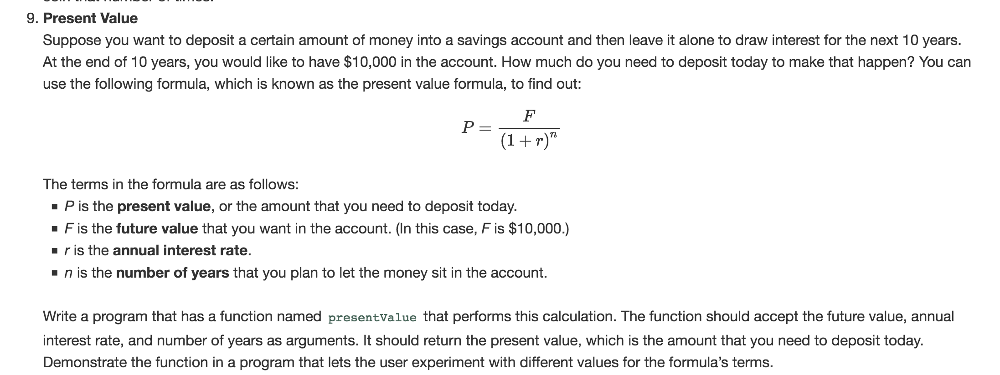 9. Present Value
Suppose you want to deposit a certain amount of money into a savings account and then leave it alone to draw interest for the next 10 years.
At the end of 10 years, you would like to have $10,000 in the account. How much do you need to deposit today to make that happen? You can
use the following formula, which is known as the present value formula, to find out:
P = F / (1 + r)^n
The terms in the formula are as follows:
▪ P is the present value, or the amount that you need to deposit today.
▪ F is the future value that you want in the account. (In this case, F is $10,000.)
▪ r is the annual interest rate.
▪ n is the number of years that you plan to let the money sit in the account.
Write a program that has a function named presentValue that performs this calculation. The function should accept the future value, annual
interest rate, and number of years as arguments. It should return the present value, which is the amount that you need to deposit today.
Demonstrate the function in a program that lets the user experiment with different values for the formula’s terms.